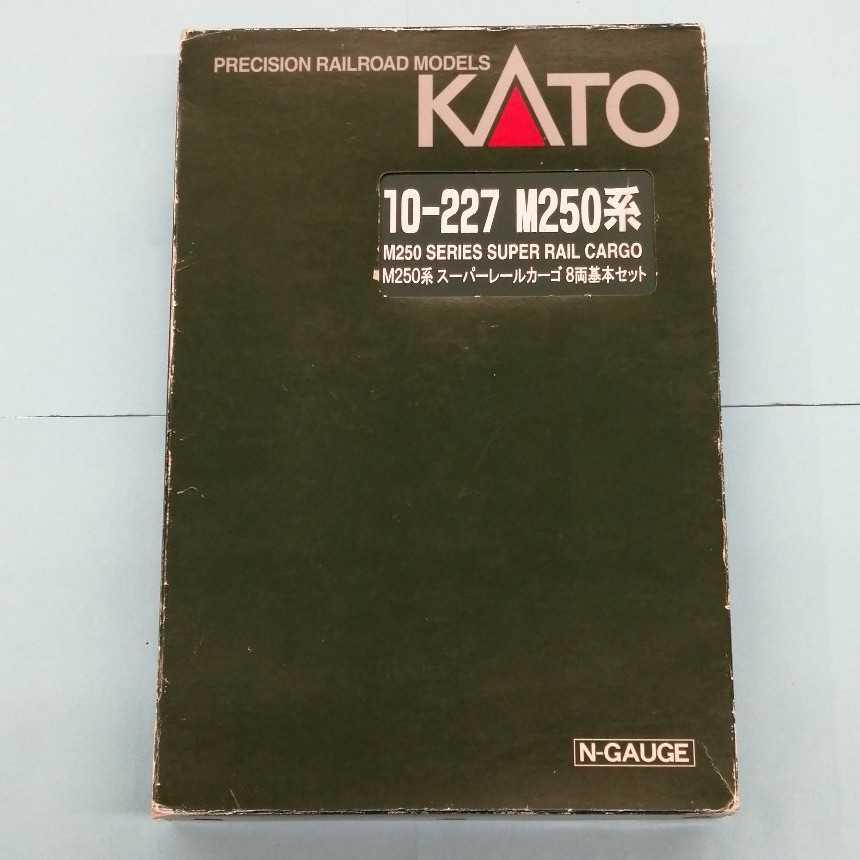 PRECISION RAILROAD MODELS
KATO
10-227 M250系
M250 SERIES SUPER RAIL CARGO
M250系 スーパーレールカーゴ 8両基本セット
N-GAUGE